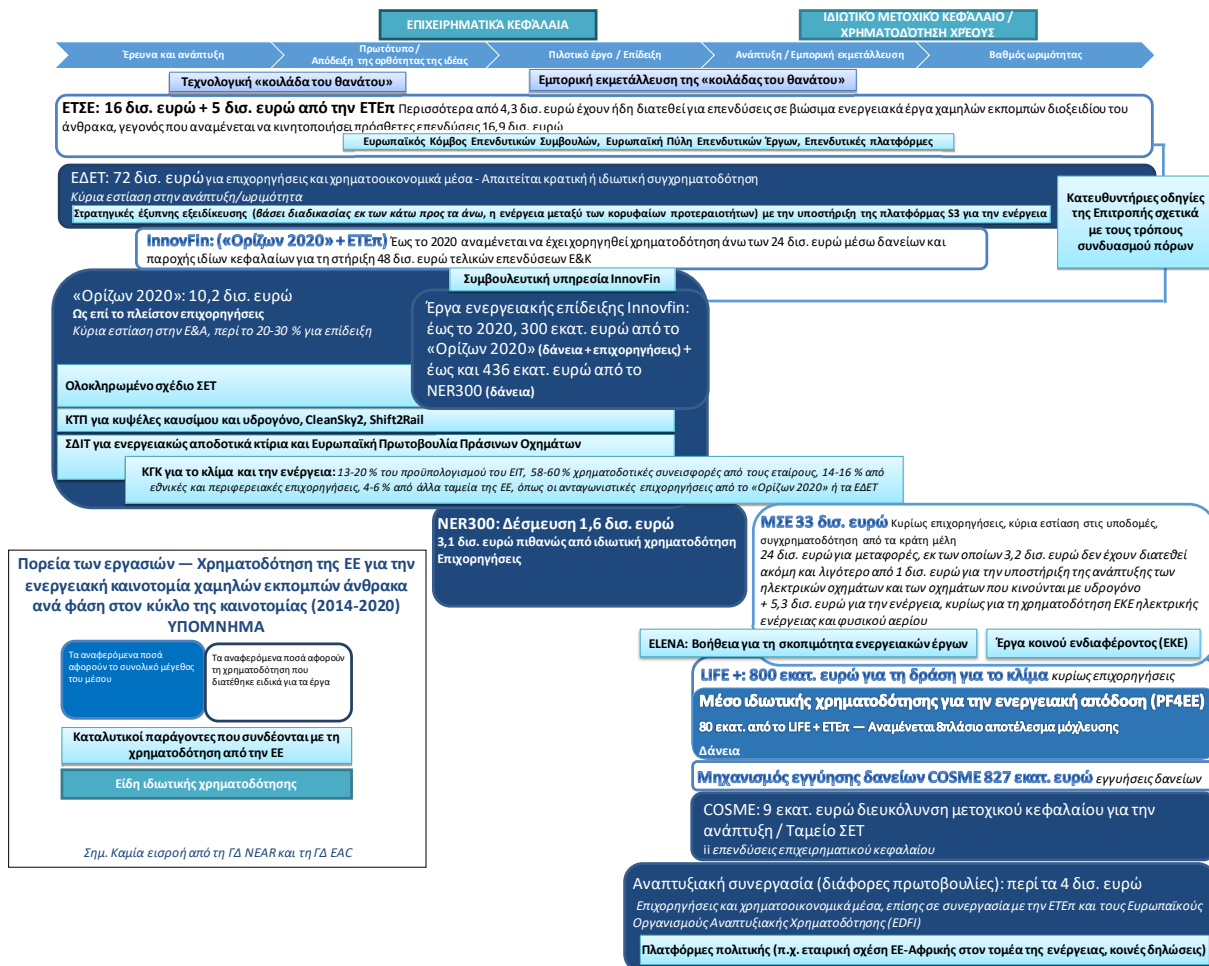 ΕΠΙΧΕΙΡΗΜΑΤΙΚΑ ΚΕΦΑΛΑΙΑ
ΙΔΙΩΤΙΚΟ ΜΕΤΟΧΙΚΟ ΚΕΦΑΛΑΙΟ /
ΧΡΗΜΑΤΟΔΟΤΗΣΗ ΧΡΕΟΥΣ
Έρευνα και ανάπτυξη
Πρωτότυπο /
Απόδειξη της ορθότητας της ιδέας
Πιλοτικό έργο / Επίδειξη
Ανάπτυξη / Εμπορική εκμετάλλευση
Βαθμός ωριμότητας
Τεχνολογική «κοιλάδα του θανάτου»
Εμπορική εκμετάλλευση της «κοιλάδας του θανάτου»
ΕΤΣΕ: 16 δισ. ευρώ + 5 δισ. ευρώ από την ΕΤΕπ Περισσότερα από 4,3 δισ. ευρώ έχουν ήδη διατεθεί για επενδύσεις σε βιώσιμα ενεργειακά έργα χαμηλών εκπομπών διοξειδίου του
άνθρακα, γεγονός που αναμένεται να κινητοποιήσει πρόσθετες επενδύσεις 16,9 δισ. ευρώ
Ευρωπαϊκός Κόμβος Επενδυτικών Συμβουλών, Ευρωπαϊκή Πύλη Επενδυτικών Έργων, Επενδυτικές πλατφόρμες
ΕΔΕΤ: 72 δισ. ευρώ για επιχορηγήσεις και χρηματοοικονομικά μέσα - Απαιτείται κρατική ή ιδιωτική συγχρηματοδότηση
Κύρια εστίαση στην ανάπτυξη/ωριμότητα
Στρατηγικές έξυπνης εξειδίκευσης (βάσει διαδικασίας εκ των κάτω προς τα άνω, η ενέργεια μεταξύ των κορυφαίων προτεραιοτήτων) με την υποστήριξη της πλατφόρμας S3 για την ενέργεια
Κατευθυντήριες οδηγίες
της Επιτροπής σχετικά
με τους τρόπους
συνδυασμού πόρων
InnovFin: («Ορίζων 2020» + ΕΤΕπ) Έως το 2020 αναμένεται να έχει χορηγηθεί χρηματοδότηση άνω των 24 δισ. ευρώ μέσω δανείων και
παροχής ιδίων κεφαλαίων για τη στήριξη 48 δισ. ευρώ τελικών επενδύσεων Ε&Κ
Συμβουλευτική υπηρεσία InnovFin
«Ορίζων 2020»: 10,2 δισ. ευρώ
Ως επί το πλείστον επιχορηγήσεις
Κύρια εστίαση στην Ε&Α, περί το 20-30 % για επίδειξη
Έργα ενεργειακής επίδειξης Innovfin:
έως το 2020, 300 εκατ. ευρώ από το
«Ορίζων 2020» (δάνεια + επιχορηγήσεις) +
έως και 436 εκατ. ευρώ από το
NER300 (δάνεια)
Ολοκληρωμένο σχέδιο ΣΕΤ
ΚΤΠ για κυψέλες καυσίμου και υδρογόνο, CleanSky2, Shift2Rail
ΣΔΙΤ για ενεργειακώς αποδοτικά κτίρια και Ευρωπαϊκή Πρωτοβουλία Πράσινων Οχημάτων
ΚΓΚ για το κλίμα και την ενέργεια: 13-20 % του προϋπολογισμού του ΕΙΤ, 58-60 % χρηματοδοτικές συνεισφορές από τους εταίρους, 14-16 % από
εθνικές και περιφερειακές επιχορηγήσεις, 4-6 % από άλλα ταμεία της ΕΕ, όπως οι ανταγωνιστικές επιχορηγήσεις από το «Ορίζων 2020» ή τα ΕΔΕΤ
NER300: Δέσμευση 1,6 δισ. ευρώ
3,1 δισ. ευρώ πιθανώς από ιδιωτική χρηματοδότηση
Επιχορηγήσεις
ΜΣΕ 33 δισ. ευρώ Κυρίως επιχορηγήσεις, κύρια εστίαση στις υποδομές,
συγχρηματοδότηση από τα κράτη μέλη
24 δισ. ευρώ για μεταφορές, εκ των οποίων 3,2 δισ. ευρώ δεν έχουν διατεθεί
ακόμη και λιγότερο από 1 δισ. ευρώ για την υποστήριξη της ανάπτυξης των
ηλεκτρικών οχημάτων και των οχημάτων που κινούνται με υδρογόνο
+ 5,3 δισ. ευρώ για την ενέργεια, κυρίως για τη χρηματοδότηση ΕΚΕ ηλεκτρικής
ενέργειας και φυσικού αερίου
ELENA: Βοήθεια για τη σκοπιμότητα ενεργειακών έργων
Έργα κοινού ενδιαφέροντος (ΕΚΕ)
LIFE +: 800 εκατ. ευρώ για τη δράση για το κλίμα κυρίως επιχορηγήσεις
Μέσο ιδιωτικής χρηματοδότησης για την ενεργειακή απόδοση (PF4EE)
80 εκατ. από το LIFE + ΕΤΕπ — Αναμένεται 8πλάσιο αποτέλεσμα μόχλευσης
Δάνεια
Μηχανισμός εγγύησης δανείων COSME 827 εκατ. ευρώ εγγυήσεις δανείων
COSME: 9 εκατ. ευρώ διευκόλυνση μετοχικού κεφαλαίου για την
ανάπτυξη / Ταμείο ΣΕΤ
ii επενδύσεις επιχειρηματικού κεφαλαίου
Αναπτυξιακή συνεργασία (διάφορες πρωτοβουλίες): περί τα 4 δισ. ευρώ
Επιχορηγήσεις και χρηματοοικονομικά μέσα, επίσης σε συνεργασία με την ΕΤΕπ και τους Ευρωπαϊκούς
Οργανισμούς Αναπτυξιακής Χρηματοδότησης (EDFI)
Πλατφόρμες πολιτικής (π.χ. εταιρική σχέση ΕΕ-Αφρικής στον τομέα της ενέργειας, κοινές δηλώσεις)
Πορεία των εργασιών — Χρηματοδότηση της ΕΕ για την
ενεργειακή καινοτομία χαμηλών εκπομπών άνθρακα
ανά φάση στον κύκλο της καινοτομίας (2014-2020)
ΥΠΟΜΝΗΜΑ
Τα αναφερόμενα ποσά
αφορούν το συνολικό μέγεθος
του μέσου
Τα αναφερόμενα ποσά αφορούν
τη χρηματοδότηση που
διατέθηκε ειδικά για τα έργα
Καταλυτικοί παράγοντες που συνδέονται με τη
χρηματοδότηση από την ΕΕ
Είδη ιδιωτικής χρηματοδότησης
Σημ. Καμία εισροή από τη ΓΔ NEAR και τη ΓΔ EAC